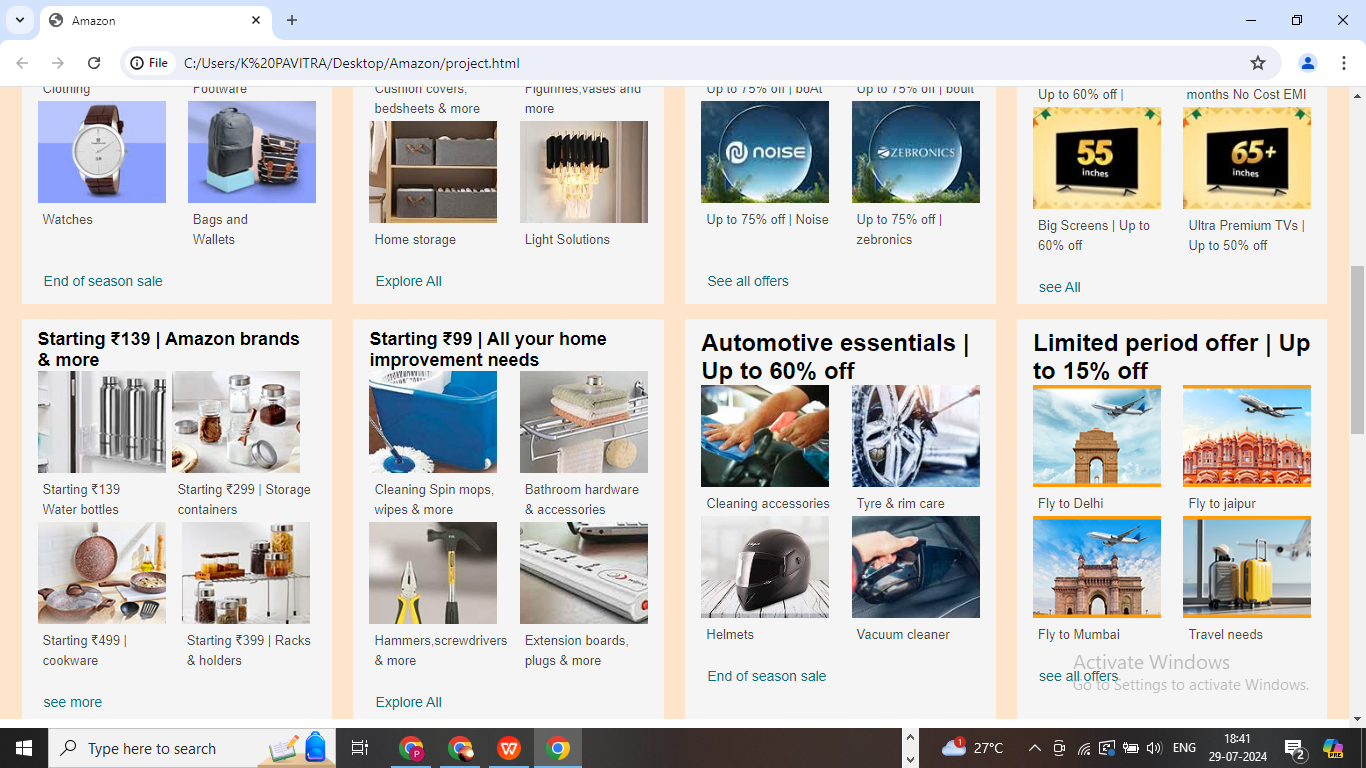 Amazon
File
C:/Users/K%20PAVITRA/Desktop/Amazon/project.html
Clothing
Footware
Watches
Bags and
Wallets
End of season sale
Cushion covers,
bedsheets & more
Figurines,vases and
more
Home storage
Light Solutions
Explore All
Up to 75% off | boAt
Up to 75% off | boult
NOISE
ZEBRONICS
Up to 75% off | Noise
Up to 75% off |
zebronics
See all offers
Up to 60% off |
months No Cost EMI
55
inches
65+
inches
Big Screens | Up to
60% off
Ultra Premium TVs |
Up to 50% off
see All
Starting ₹139 | Amazon brands
& more
Starting ₹139
Water bottles
Starting ₹299 | Storage
containers
Starting ₹499 |
cookware
Starting ₹399 | Racks
& holders
see more
Starting ₹99 | All your home
improvement needs
Cleaning Spin mops,
wipes & more
Bathroom hardware
& accessories
Hammers,screwdrivers
& more
Extension boards,
plugs & more
Explore All
Automotive essentials |
Up to 60% off
Cleaning accessories
Tyre & rim care
Helmets
Vacuum cleaner
End of season sale
Limited period offer | Up
to 15% off
Fly to Delhi
Fly to jaipur
Fly to Mumbai
Travel needs
see all offers
Activate Windows
Go to Settings to activate Windows.
Type here to search
P
W
1
27°C
ENG
18:41
29-07-2024
2
PRE